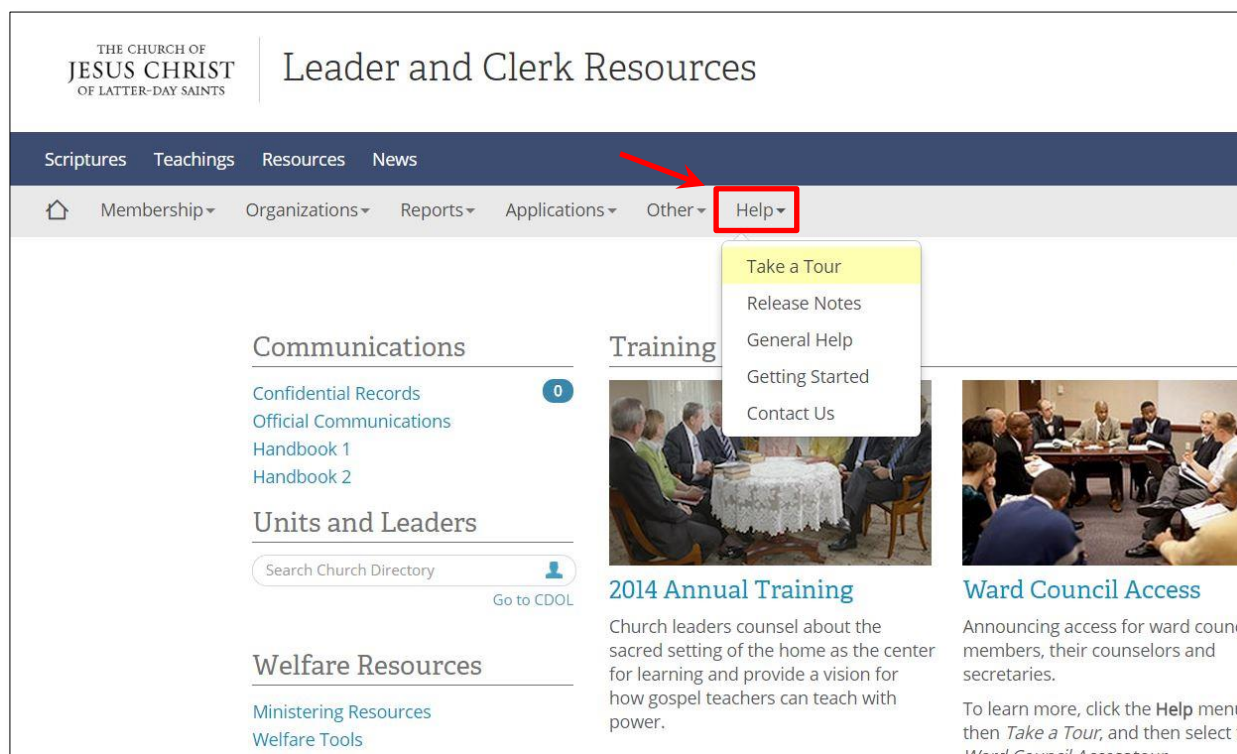 THE CHURCH OF
JESUS CHRIST
OF LATTER-DAY SAINTS
Leader and Clerk Resources
Scriptures Teachings Resources News
Membership Organizations Reports Applications Other Help
Take a Tour
Release Notes
General Help
Getting Started
Contact Us
Communications
Confidential Records 0
Official Communications
Handbook 1
Handbook 2
Units and Leaders
Search Church Directory
Go to CDOL
Welfare Resources
Ministering Resources
Welfare Tools
Training
2014 Annual Training
Church leaders counsel about the
sacred setting of the home as the center
for learning and provide a vision for
how gospel teachers can teach with
power.
Ward Council Access
Announcing access for ward
members, their counselors and
secretaries.
To learn more, click the Help
then Take a Tour, and then select